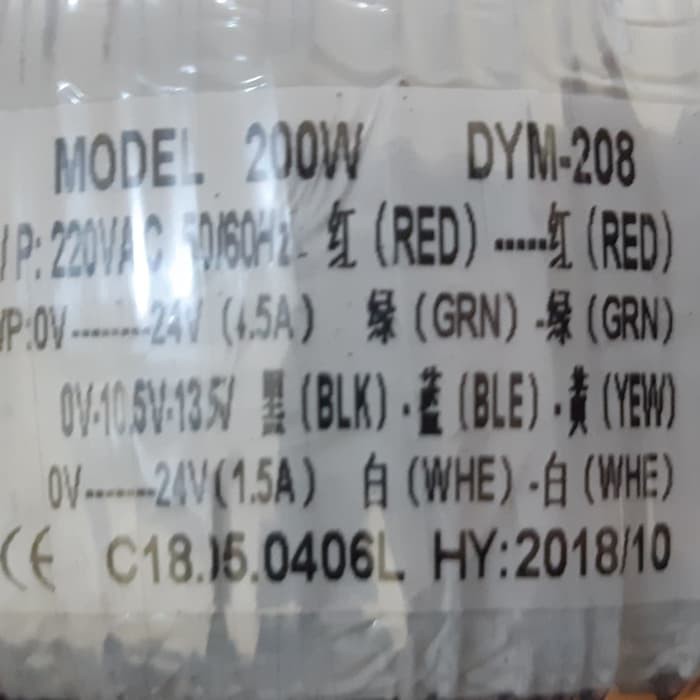 MODEL 200W DYM-208
/P: 220VAC 50/60Hz 红 (RED) -----红 (RED)
/P:0V--------24V (4.5A) 绿 (GRN) -绿 (GRN)
0V-10.5V-13.5V 黑 (BLK) - 蓝 (BLE) - 黄 (YEW)
0V-------24V(1.5A) 白 (WHE) -白 (WHE)
CE C18.05.0406L HY:2018/10